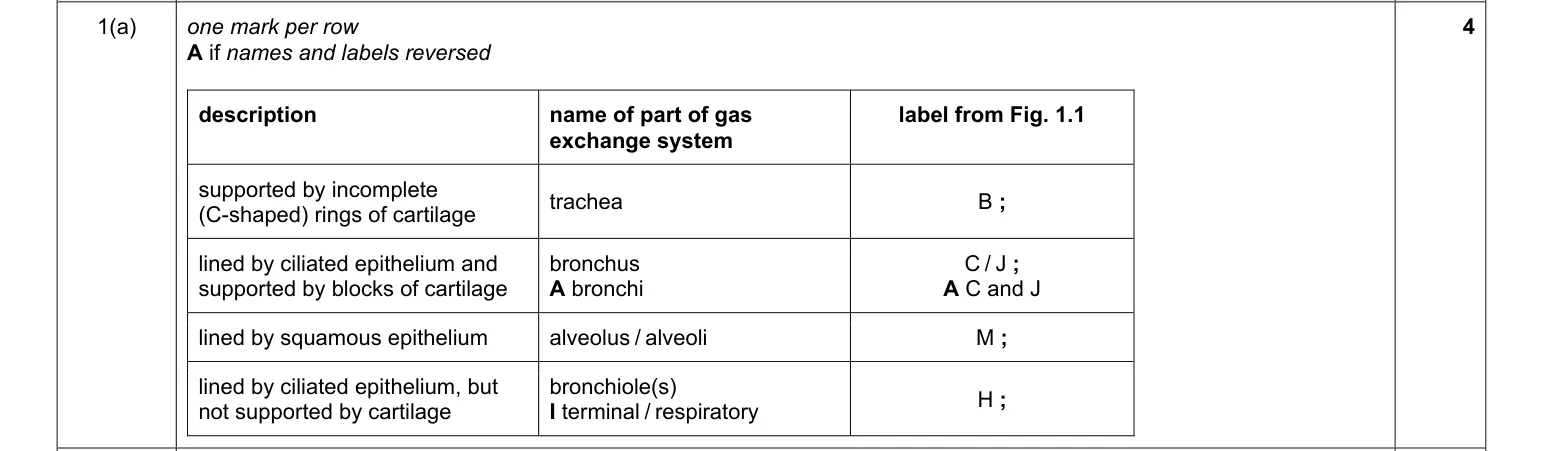 1(a)
one mark per row
A if names and labels reversed
4
description
name of part of gas
exchange system
label from Fig. 1.1
supported by incomplete
(C-shaped) rings of cartilage
trachea
B ;
lined by ciliated epithelium and
supported by blocks of cartilage
bronchus
A bronchi
C / J ;
A C and J
lined by squamous epithelium
alveolus / alveoli
M ;
lined by ciliated epithelium, but
not supported by cartilage
bronchiole(s)
I terminal / respiratory
H ;